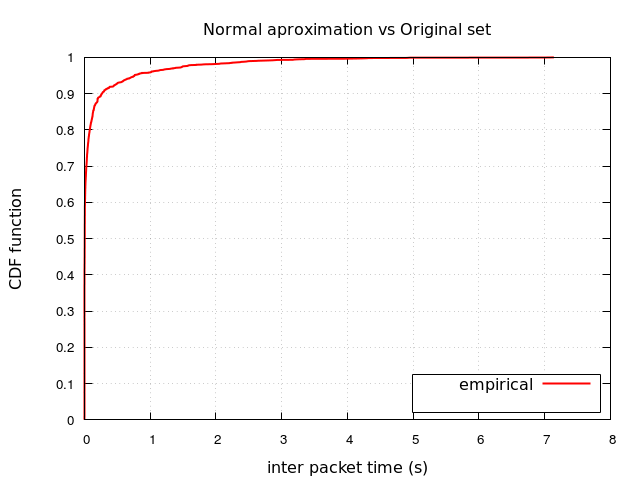 Normal aproximation vs Original set
1
0.9
0.8
0.7
0.6
0.5
0.4
0.3
0.2
0.1
0
CDF function
empirical
0 1 2 3 4 5 6 7 8
inter packet time (s)